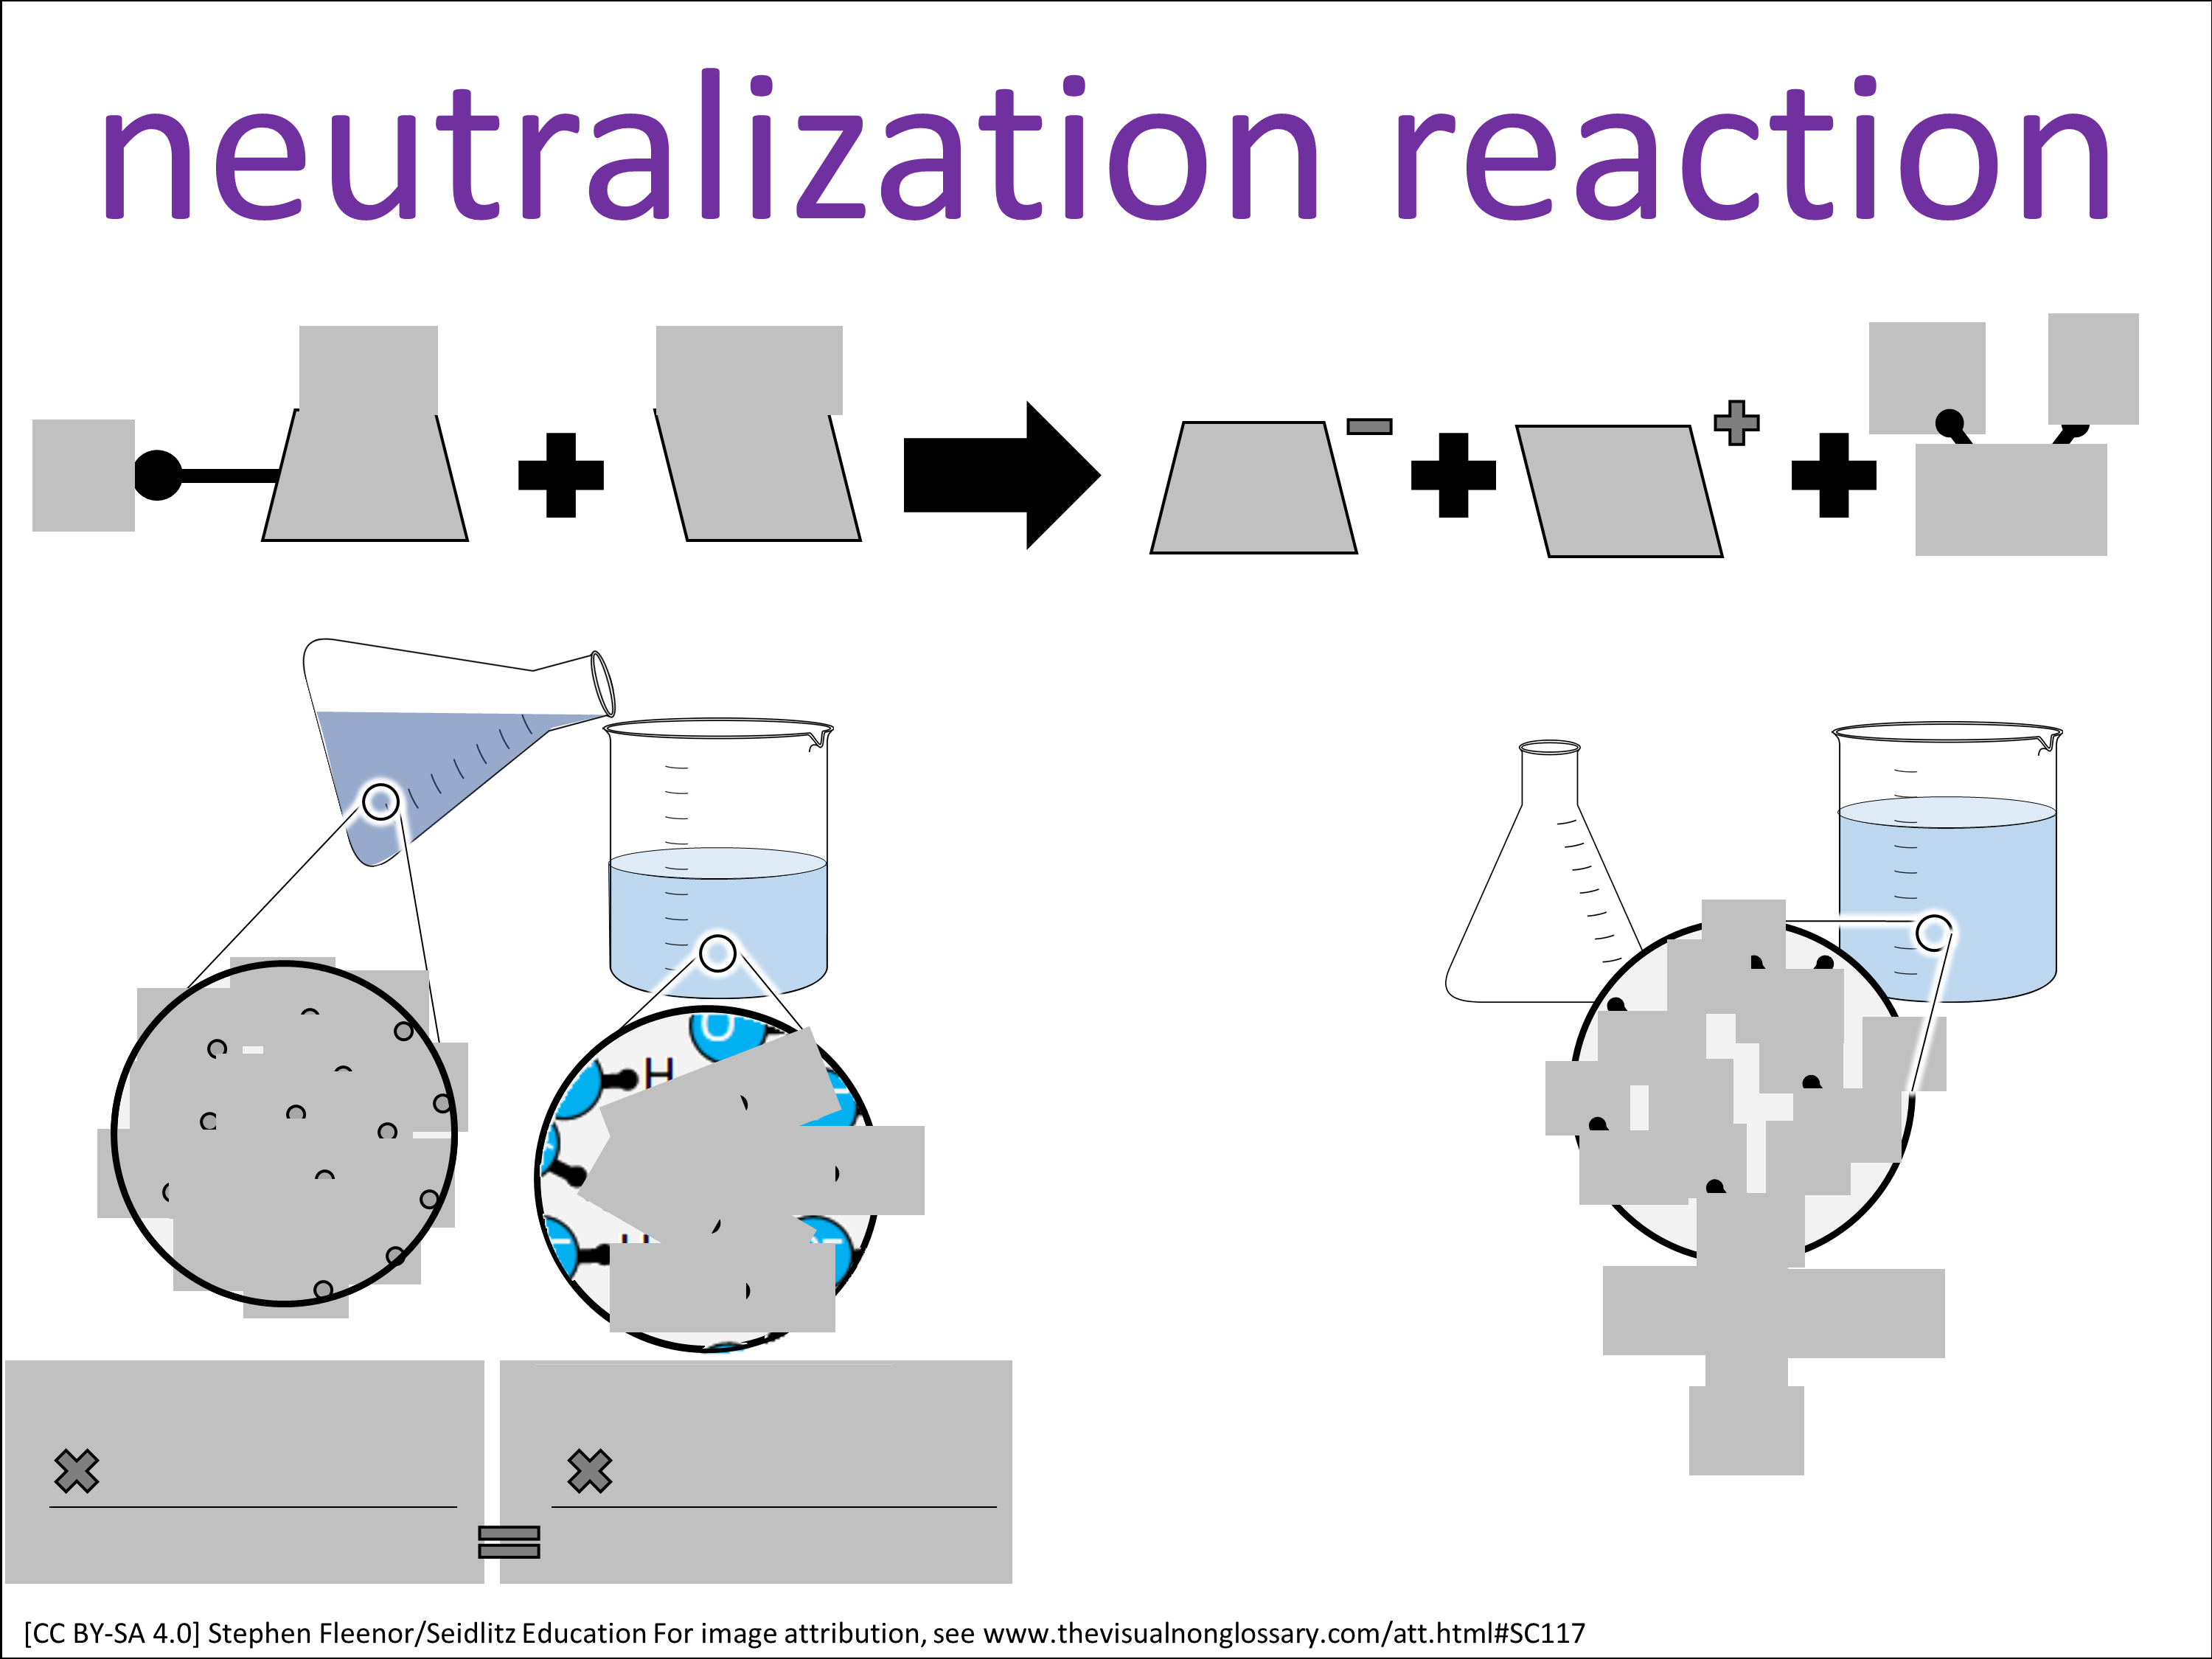 neutralization reaction
O
H
[CC BY-SA 4.0] Stephen Fleenor/Seidlitz Education For image attribution, see www.thevisualnonglossary.com/att.html#SC117